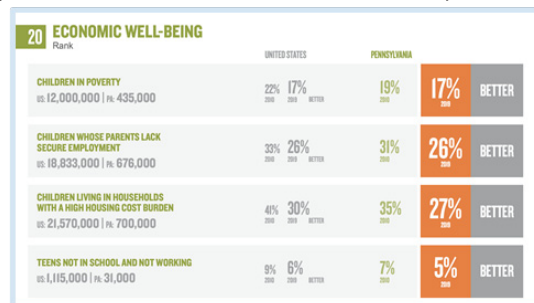 20 ECONOMIC WELL-BEING
Rank
UNITED STATES PENNSYLVANIA
CHILDREN IN POVERTY
US: 12,000,000 | PA: 435,000
22% 17% 19% 17% BETTER
2010 2019 BETTER 2010 2019
CHILDREN WHOSE PARENTS LACK
SECURE EMPLOYMENT
US: 18,833,000 | PA: 676,000
33% 26% 31% 26% BETTER
2010 2019 BETTER 2010 2019
CHILDREN LIVING IN HOUSEHOLDS
WITH A HIGH HOUSING COST BURDEN
US: 21,570,000 | PA: 700,000
41% 30% 35% 27% BETTER
2010 2019 BETTER 2010 2019
TEENS NOT IN SCHOOL AND NOT WORKING
US: 1,115,000 | PA: 31,000
9% 6% 7% 5% BETTER
2010 2019 BETTER 2010 2019